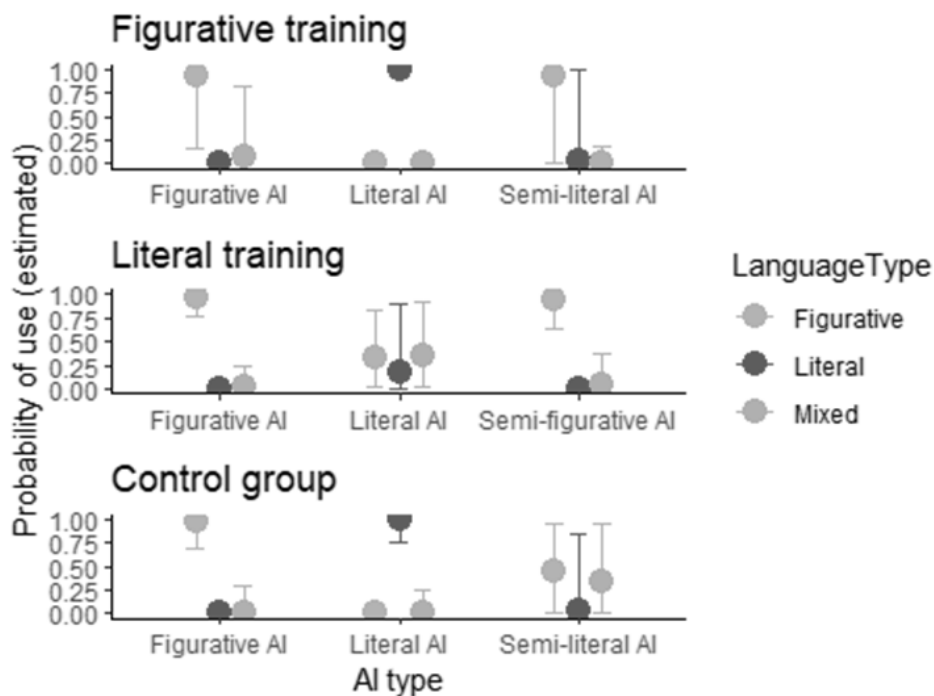 Figurative training
1.00
0.75
0.50
0.25
0.00
Figurative AI Literal AI Semi-literal AI
Literal training
1.00
0.75
0.50
0.25
0.00
Figurative AI Literal AI Semi-figurative AI
Control group
1.00
0.75
0.50
0.25
0.00
Figurative AI Literal AI Semi-literal AI
AI type
Probability of use (estimated)
LanguageType
Figurative
Literal
Mixed